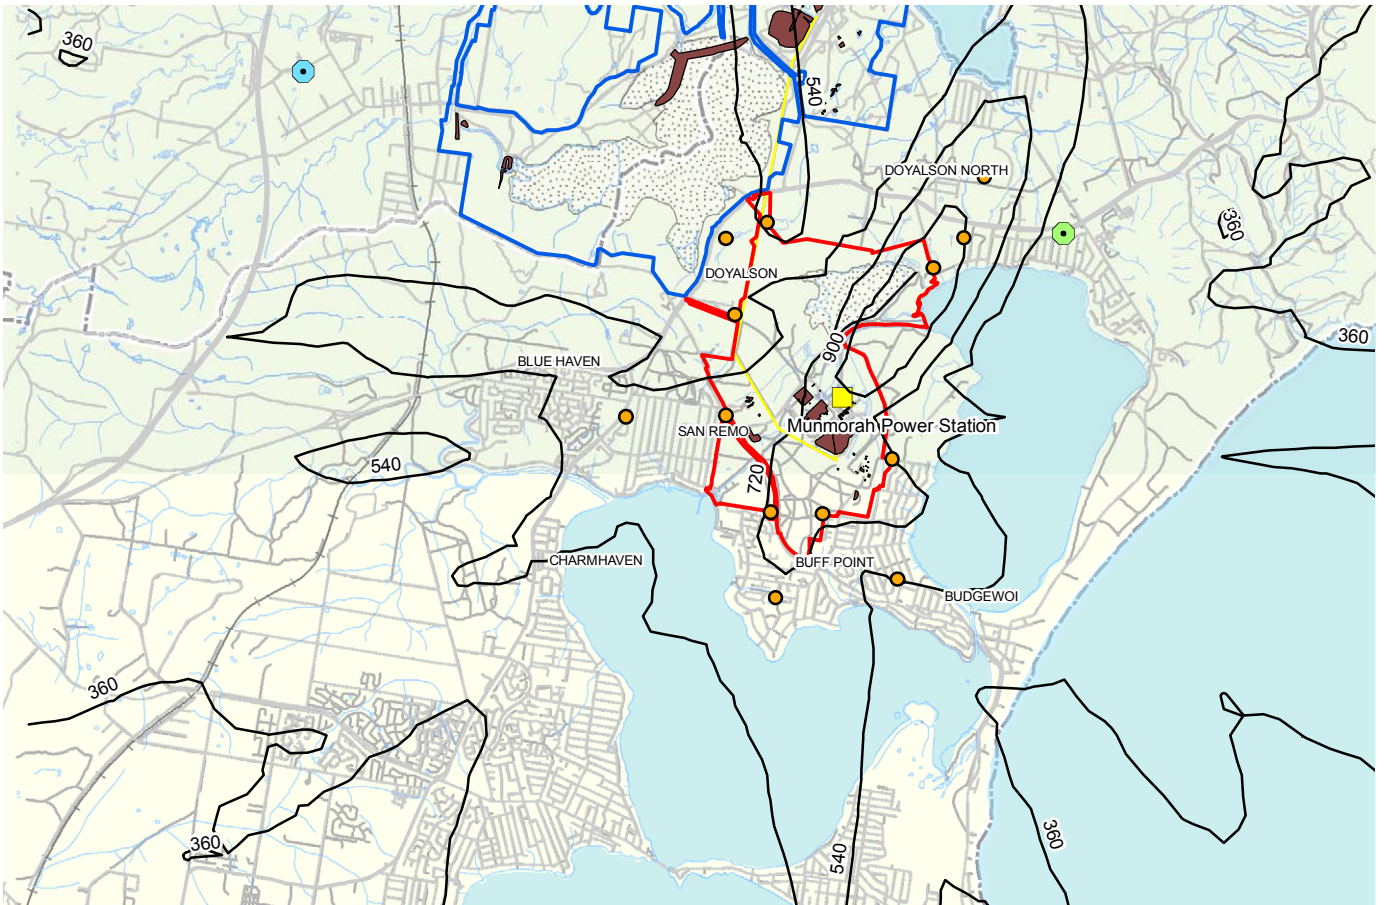 360
540
DOYALSON NORTH
360
DOYALSON
360
900
BLUE HAVEN
Munmorah Power Station
SAN REMO
540
720
CHARMHAVEN
BUFF POINT
BUDGEWOI
360
360
360
540